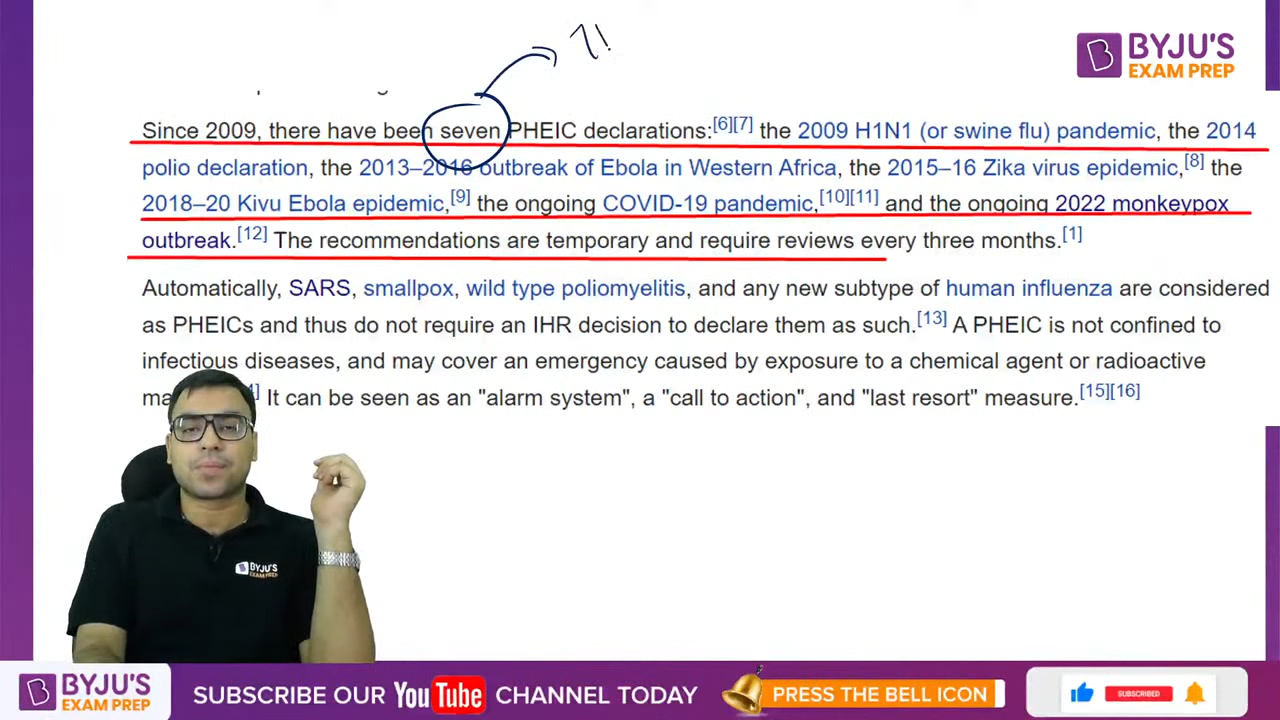 7!
BYJU'S
EXAM PREP
Since 2009, there have been seven PHEIC declarations:[6][7] the 2009 H1N1 (or swine flu) pandemic, the 2014
polio declaration, the 2013–2016 outbreak of Ebola in Western Africa, the 2015–16 Zika virus epidemic,[8] the
2018–20 Kivu Ebola epidemic,[9] the ongoing COVID-19 pandemic,[10][11] and the ongoing 2022 monkeypox
outbreak.[12] The recommendations are temporary and require reviews every three months.[1]
Automatically, SARS, smallpox, wild type poliomyelitis, and any new subtype of human influenza are considered
as PHEICs and thus do not require an IHR decision to declare them as such.[13] A PHEIC is not confined to
infectious diseases, and may cover an emergency caused by exposure to a chemical agent or radioactive
It can be seen as an "alarm system", a "call to action", and "last resort" measure.[15][16]
BYJU'S
EXAM PREP
BYJU'S
EXAM PREP
SUBSCRIBE OUR YouTube CHANNEL TODAY
PRESS THE BELL ICON
SUBSCRIBED